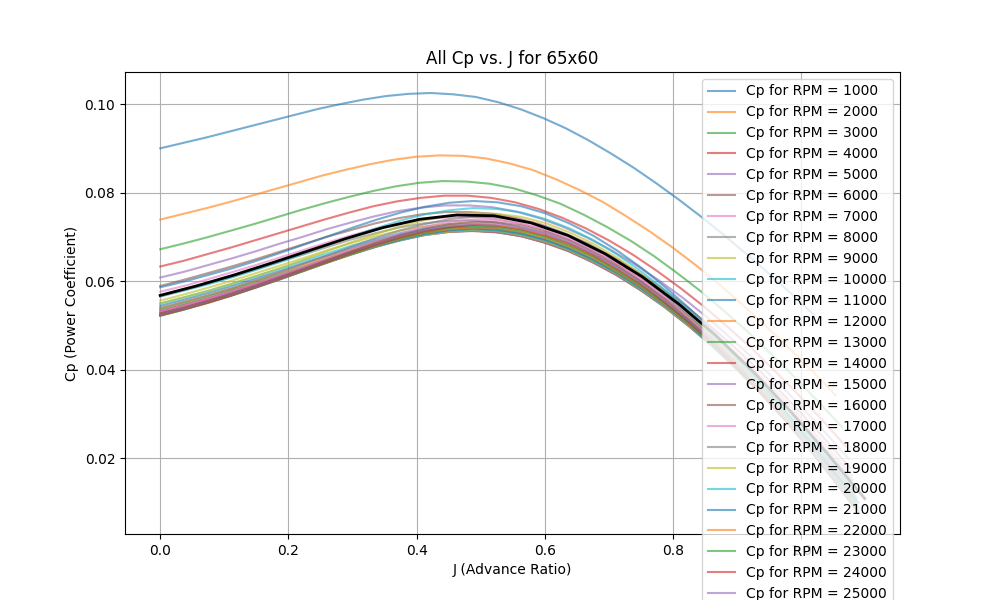 All Cp vs. J for 65x60
Cp (Power Coefficient)
0.10
0.08
0.06
0.04
0.02
0.0
0.2
0.4
0.6
0.8
J (Advance Ratio)
Cp for RPM = 1000
Cp for RPM = 2000
Cp for RPM = 3000
Cp for RPM = 4000
Cp for RPM = 5000
Cp for RPM = 6000
Cp for RPM = 7000
Cp for RPM = 8000
Cp for RPM = 9000
Cp for RPM = 10000
Cp for RPM = 11000
Cp for RPM = 12000
Cp for RPM = 13000
Cp for RPM = 14000
Cp for RPM = 15000
Cp for RPM = 16000
Cp for RPM = 17000
Cp for RPM = 18000
Cp for RPM = 19000
Cp for RPM = 20000
Cp for RPM = 21000
Cp for RPM = 22000
Cp for RPM = 23000
Cp for RPM = 24000
Cp for RPM = 25000